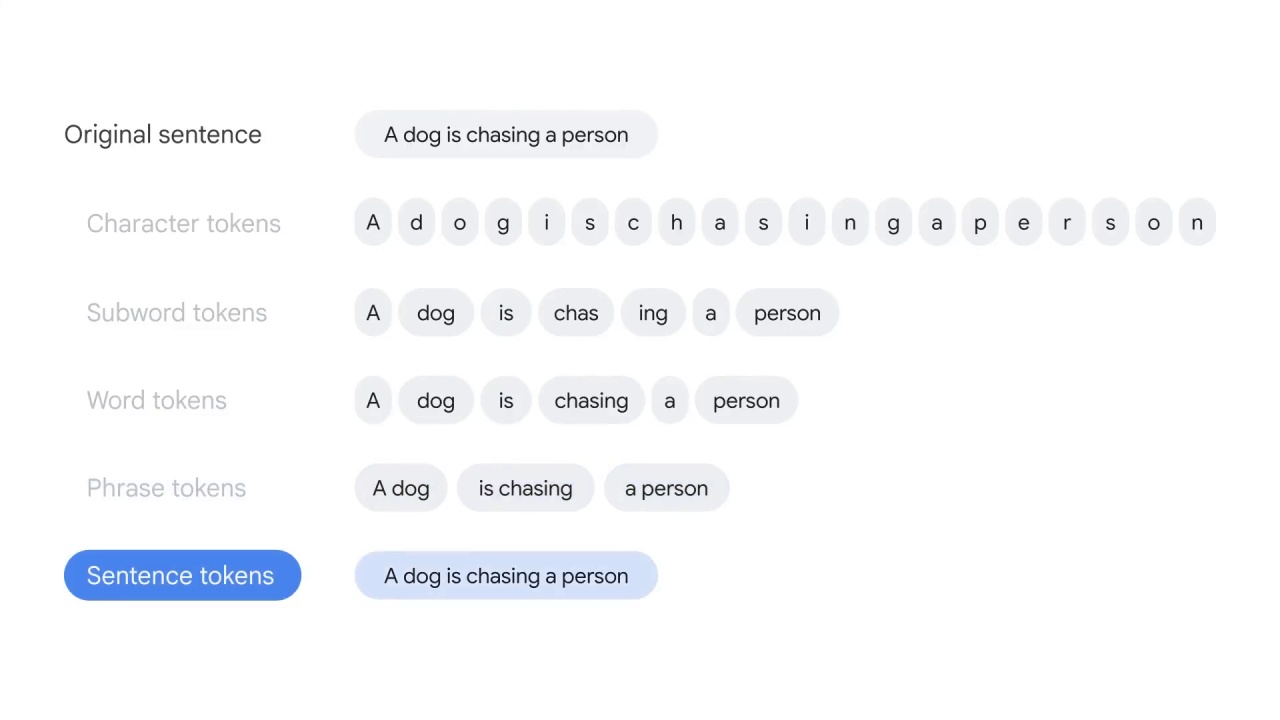 Original sentence A dog is chasing a person
Character tokens A d o g i s c h a s i n g a p e r s o n
Subword tokens A dog is chas ing a person
Word tokens A dog is chasing a person
Phrase tokens A dog is chasing a person
Sentence tokens A dog is chasing a person